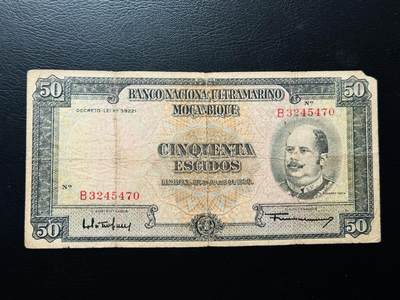 50
BANCO NACIONAL ULTRAMARINO
50
DECRETO-LEI Nº 39221
MOÇAMBIQUE
Nº
B3245470
CINQUENTA
ESCUDOS
Nº
B3245470
50
50